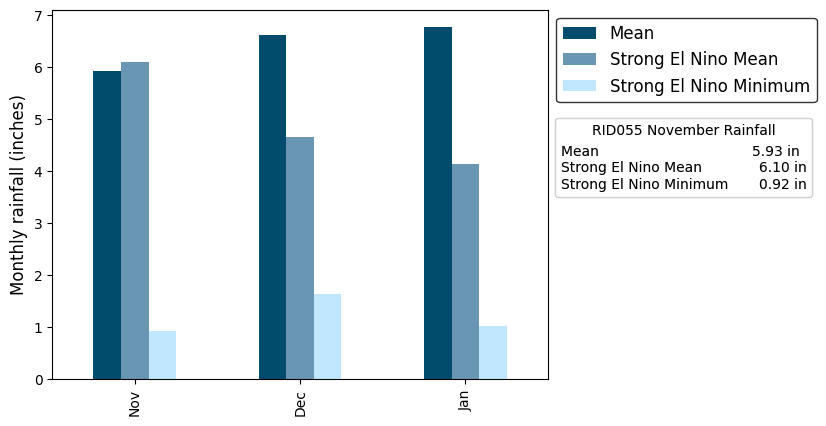 Monthly rainfall (inches)
7
6
5
4
3
2
1
0
Nov
Dec
Jan
Mean
Strong El Nino Mean
Strong El Nino Minimum
RID055 November Rainfall
Mean 5.93 in
Strong El Nino Mean 6.10 in
Strong El Nino Minimum 0.92 in